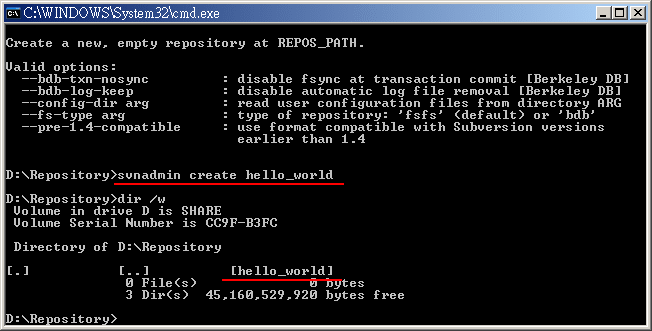 C:\WINDOWS\System32\cmd.exe
Create a new, empty repository at REPOS_PATH.
Valid options:
--bdb-txn-nosync : disable fsync at transaction commit [Berkeley DB]
--bdb-log-keep : disable automatic log file removal [Berkeley DB]
--config-dir arg : read user configuration files from directory ARG
--fs-type arg : type of repository: 'fsfs' (default) or 'bdb'
--pre-1.4-compatible : use format compatible with Subversion versions
earlier than 1.4
D:\Repository>svnadmin create hello_world
D:\Repository>dir /w
Volume in drive D is SHARE
Volume Serial Number is CC9F-B3FC
Directory of D:\Repository
[.] [..] [hello_world]
0 File(s) 0 bytes
3 Dir(s) 45,160,529,920 bytes free
D:\Repository>